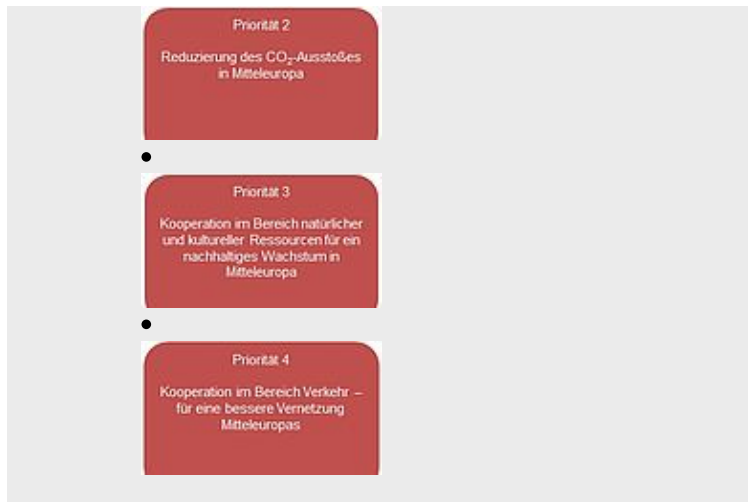 Priorität 2
Reduzierung des CO₂-Ausstoßes
in Mitteleuropa
Priorität 3
Kooperation im Bereich natürlicher
und kultureller Ressourcen für ein
nachhaltiges Wachstum in
Mitteleuropa
Priorität 4
Kooperation im Bereich Verkehr –
für eine bessere Vernetzung
Mitteleuropas